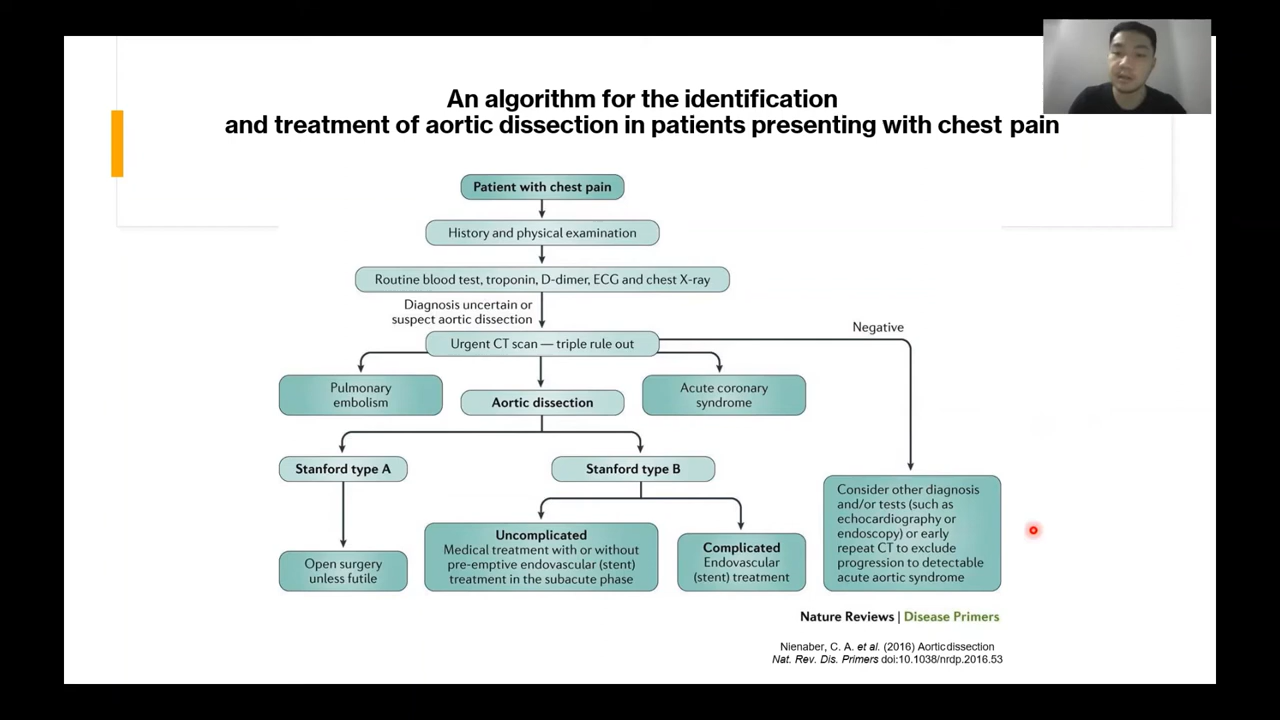 An algorithm for the identification
and treatment of aortic dissection in patients presenting with chest pain
Patient with chest pain
History and physical examination
Routine blood test, troponin, D-dimer, ECG and chest X-ray
Diagnosis uncertain or
suspect aortic dissection
Negative
Urgent CT scan — triple rule out
Pulmonary
embolism
Aortic dissection
Acute coronary
syndrome
Stanford type A
Stanford type B
Open surgery
unless futile
Uncomplicated
Medical treatment with or without
pre-emptive endovascular (stent)
treatment in the subacute phase
Complicated
Endovascular
(stent) treatment
Consider other diagnosis
and/or tests (such as
echocardiography or
endoscopy) or early
repeat CT to exclude
progression to detectable
acute aortic syndrome
Nature Reviews | Disease Primers
Nienaber, C. A. et al. (2016) Aortic dissection
Nat. Rev. Dis. Primers doi:10.1038/nrdp.2016.53